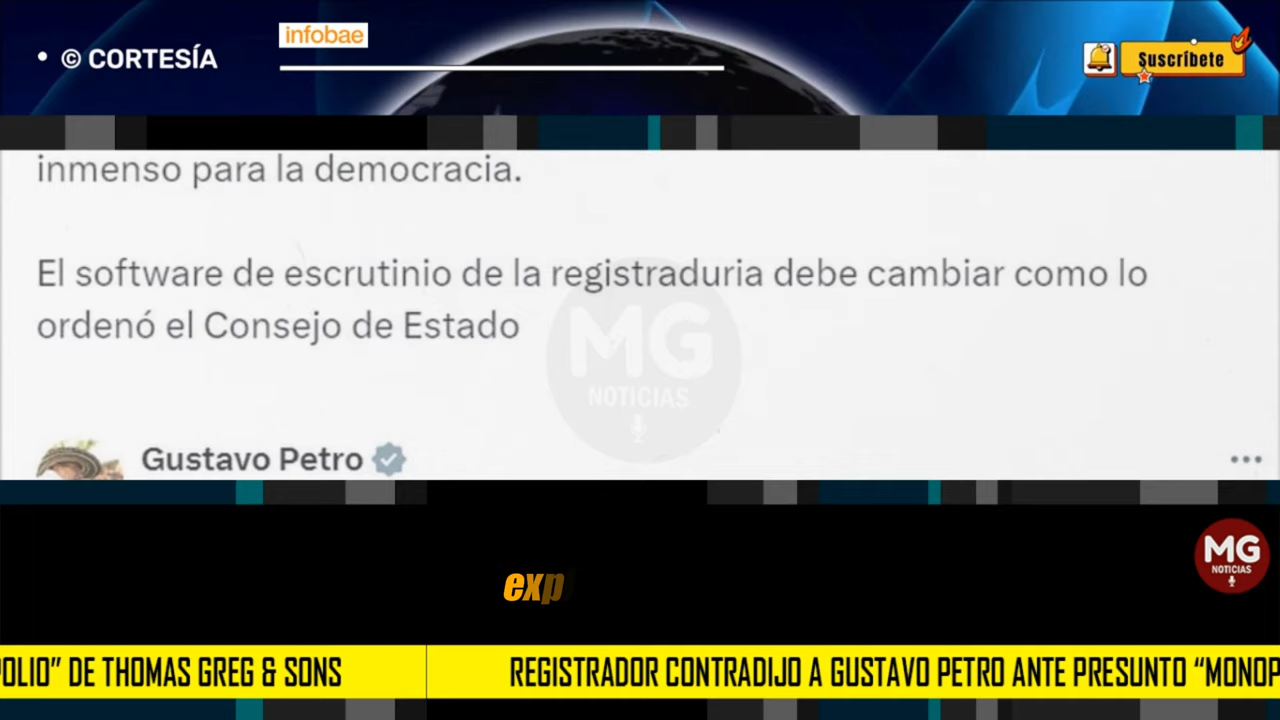 infobae
• © CORTESÍA
Suscríbete
inmenso para la democracia.
El software de escrutinio de la registraduria debe cambiar como lo
ordenó el Consejo de Estado
MG
NOTICIAS
Gustavo Petro
exp
MG
NOTICIAS
OLIO” DE THOMAS GREG & SONS
REGISTRADOR CONTRADIJO A GUSTAVO PETRO ANTE PRESUNTO “MONOP